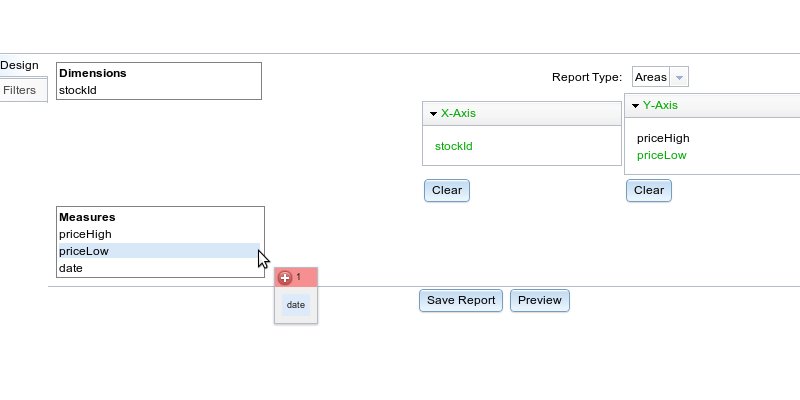 Design
Filters
Dimensions
stockId
Report Type: Areas
X-Axis
stockId
Clear
Y-Axis
priceHigh
priceLow
Clear
Measures
priceHigh
priceLow
date
1
date
Save Report
Preview